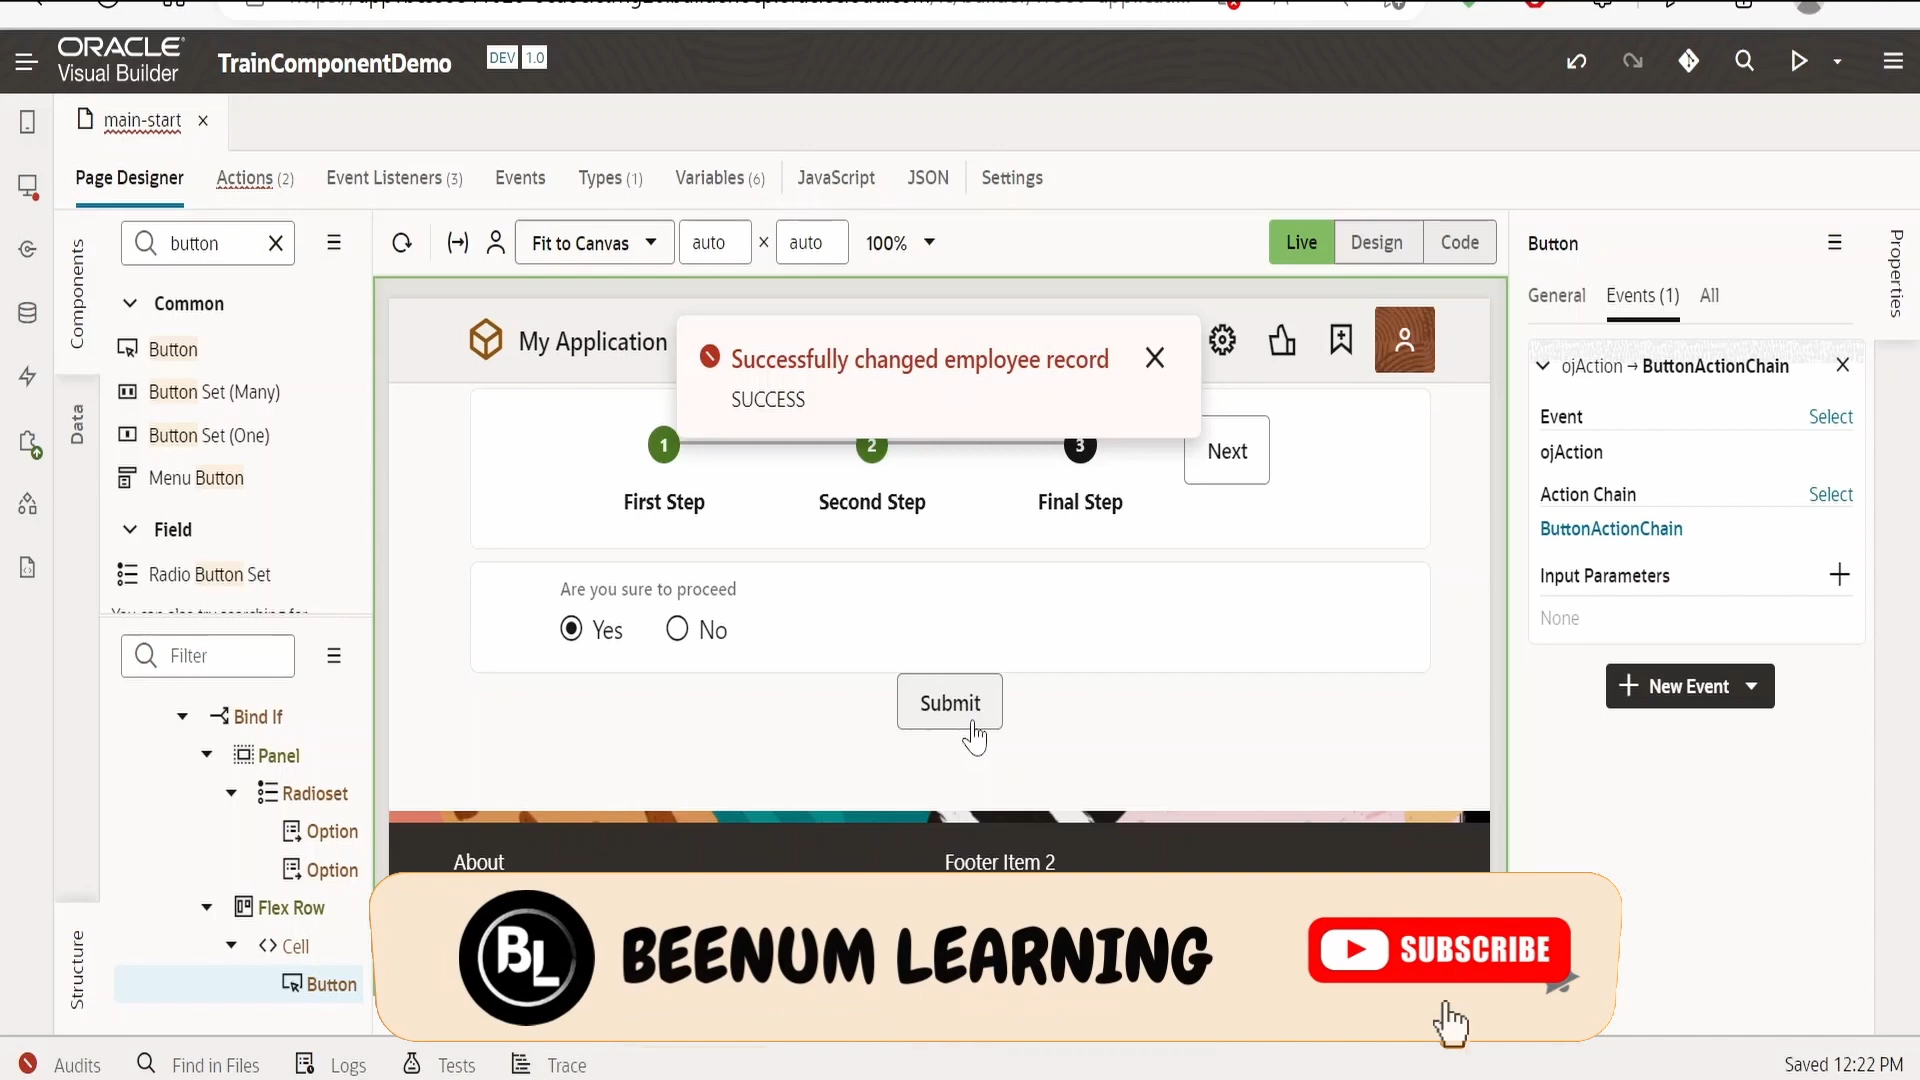 ORACLE
Visual Builder
TrainComponentDemo
DEV 1.0
main-start
Page Designer
Actions (2)
Event Listeners (3)
Events
Types (1)
Variables (6)
JavaScript
JSON
Settings
Components
Data
Structure
button
Common
Button
Button Set (Many)
Button Set (One)
Menu Button
Field
Radio Button Set
You can also try searching for
Filter
Bind If
Panel
Radioset
Option
Option
Flex Row
Cell
Button
Fit to Canvas
auto
×
auto
100%
Live
Design
Code
My Application
Successfully changed employee record
SUCCESS
1
2
3
First Step
Second Step
Final Step
Next
Are you sure to proceed
Yes
No
Submit
About
Footer Item 2
BL
BEENUM LEARNING
SUBSCRIBE
Button
Properties
General
Events (1)
All
ojAction → ButtonActionChain
Event
Select
ojAction
Action Chain
Select
ButtonActionChain
Input Parameters
None
New Event
Audits
Find in Files
Logs
Tests
Trace
Saved 12:22 PM